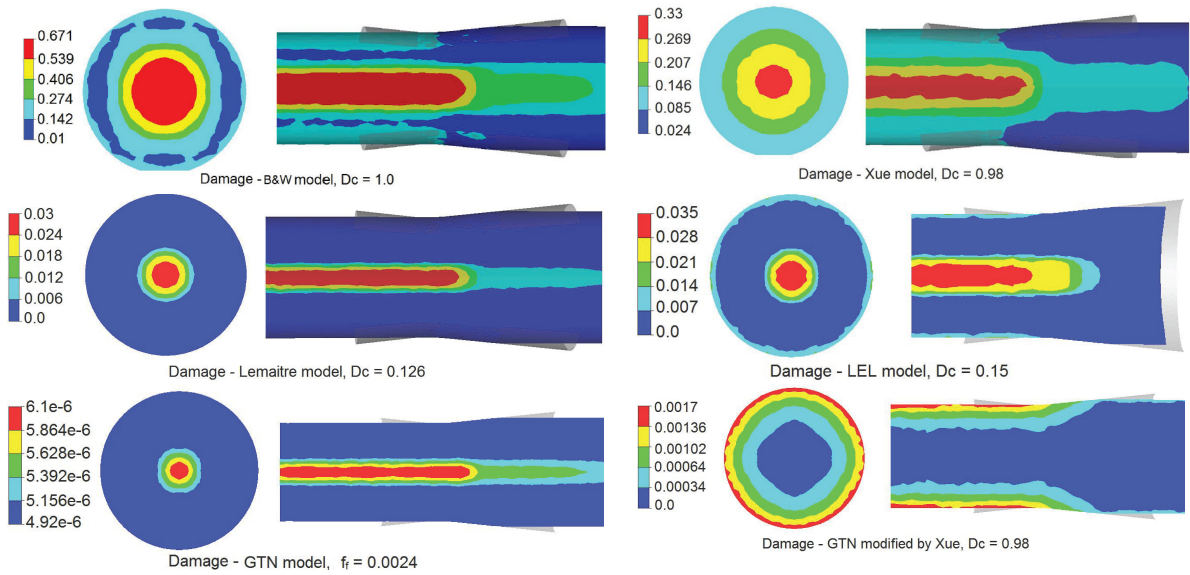 0.671
0.539
0.406
0.274
0.142
0.01
Damage - B&W model, Dc = 1.0
0.33
0.269
0.207
0.146
0.085
0.024
Damage - Xue model, Dc = 0.98
0.03
0.024
0.018
0.012
0.006
0.0
Damage - Lemaitre model, Dc = 0.126
0.035
0.028
0.021
0.014
0.007
0.0
Damage - LEL model, Dc = 0.15
6.1e-6
5.864e-6
5.628e-6
5.392e-6
5.156e-6
4.92e-6
Damage - GTN model, ff = 0.0024
0.0017
0.00136
0.00102
0.00064
0.00034
0.0
Damage - GTN modified by Xue, Dc = 0.98